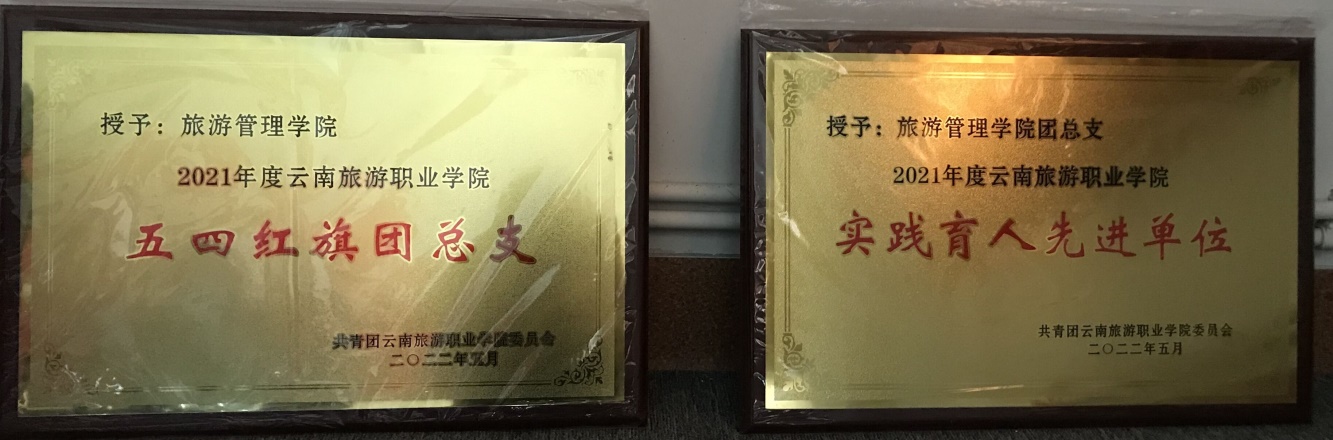 授予：旅游管理学院
2021年度云南旅游职业学院
五四红旗团总支
共青团云南旅游职业学院委员会
二〇二二年五月
授予：旅游管理学院团总支
2021年度云南旅游职业学院
实践育人先进单位
共青团云南旅游职业学院委员会
二〇二二年五月